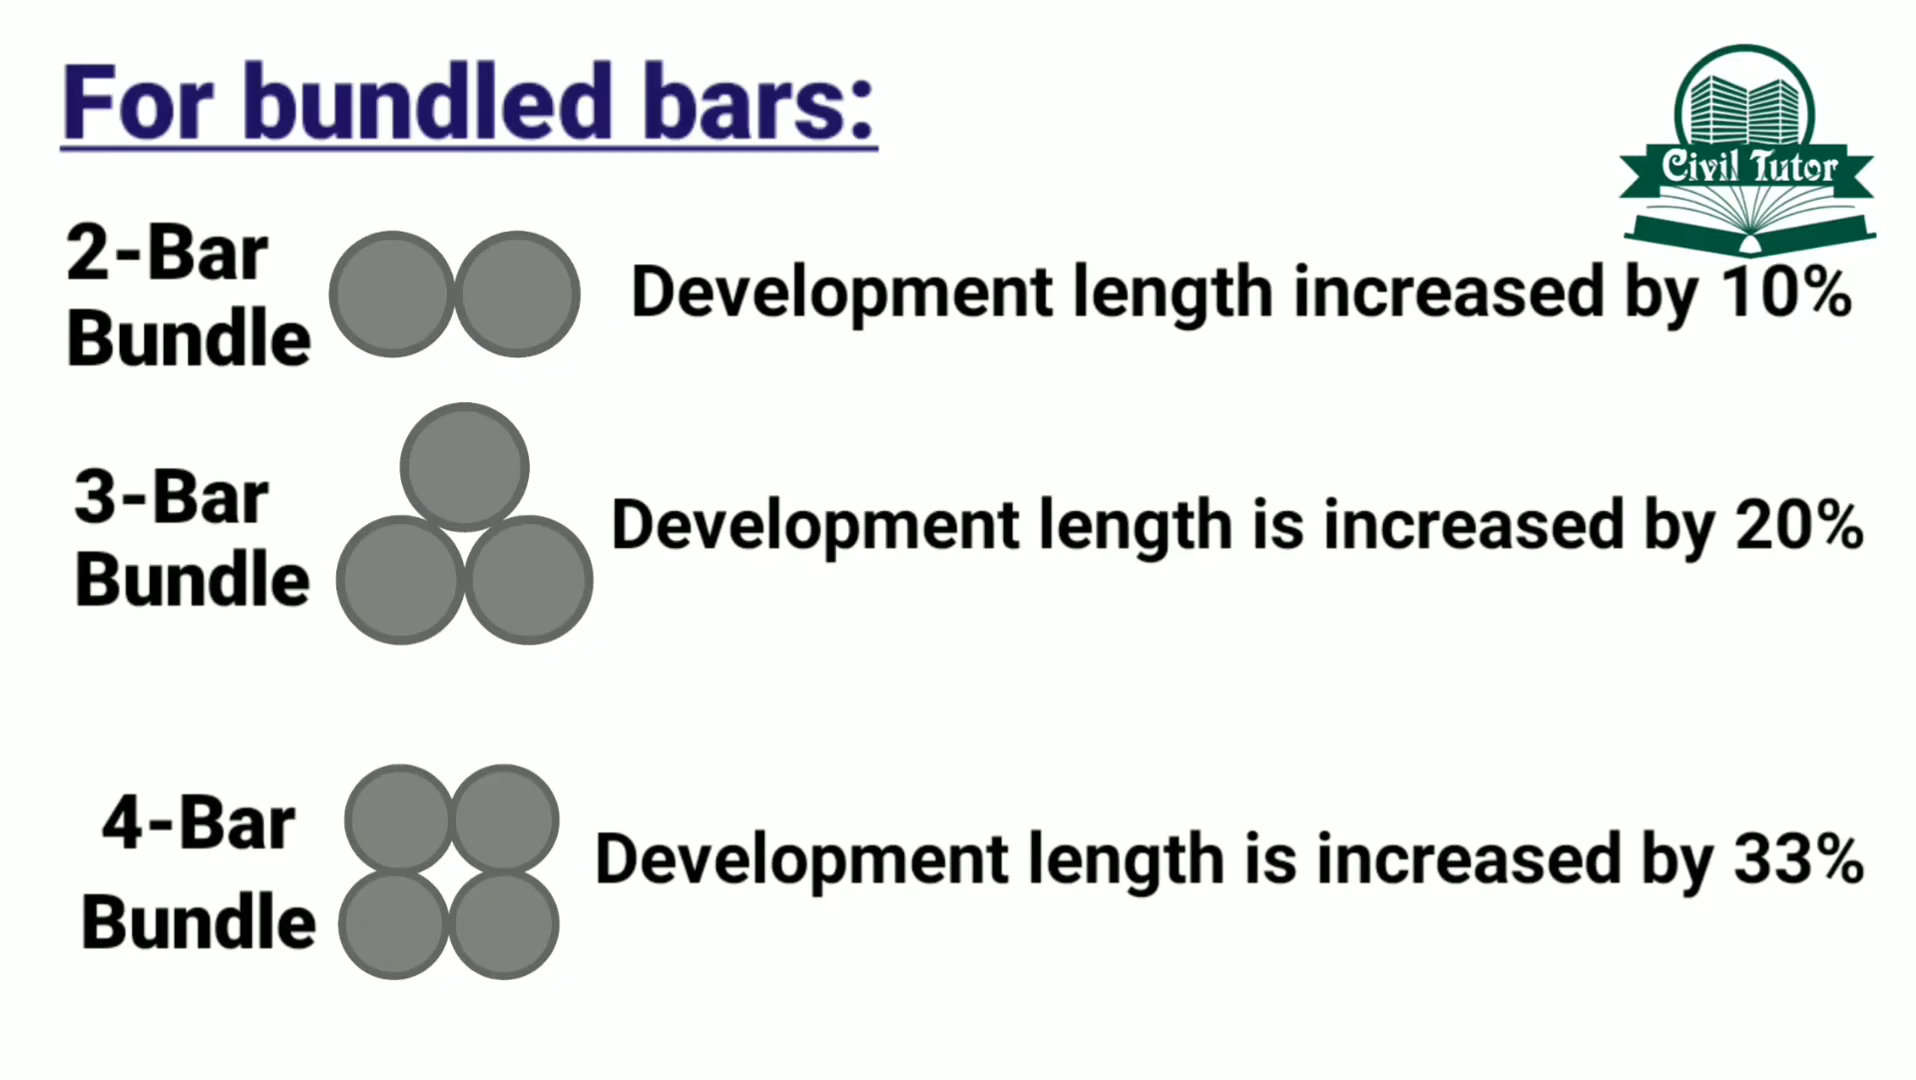 For bundled bars:
Civil Tutor
2-Bar
Bundle
Development length increased by 10%
3-Bar
Bundle
Development length is increased by 20%
4-Bar
Bundle
Development length is increased by 33%